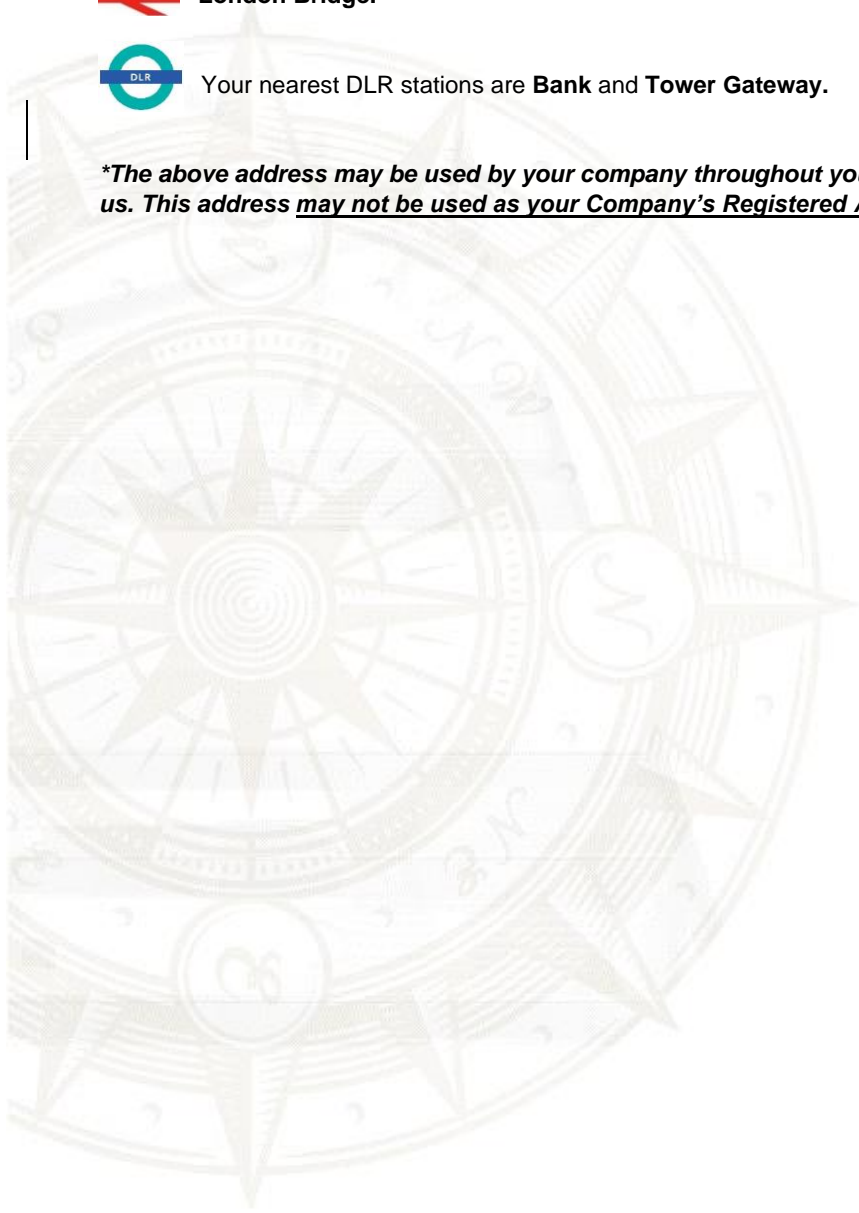 London Bridge.
DLR
Your nearest DLR stations are Bank and Tower Gateway.
*The above address may be used by your company throughout
us. This address may not be used as your Company's Registered
N
N